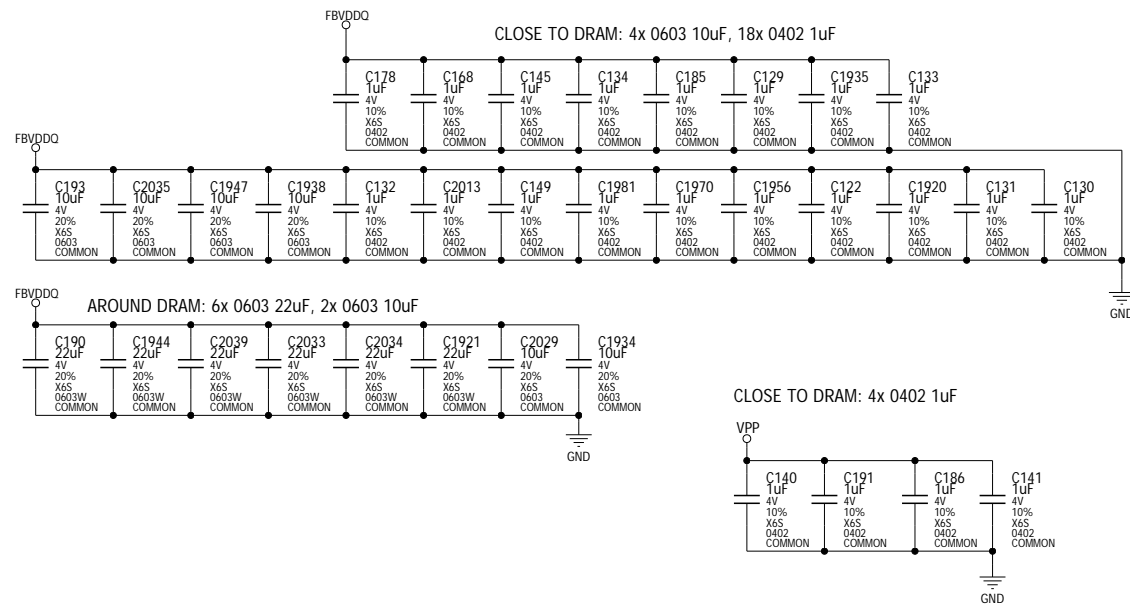 FBVDDQ
CLOSE TO DRAM: 4x 0603 10uF, 18x 0402 1uF
C178 C168 C145 C134 C185 C129 C1935 C133
1uF 1uF 1uF 1uF 1uF 1uF 1uF 1uF
4V 4V 4V 4V 4V 4V 4V 4V
10% 10% 10% 10% 10% 10% 10% 10%
X6S X6S X6S X6S X6S X6S X6S X6S
0402 0402 0402 0402 0402 0402 0402 0402
COMMON COMMON COMMON COMMON COMMON COMMON COMMON COMMON
FBVDDQ
C193 C2035 C1947 C1938 C132 C2013 C149 C1981 C1970 C1956 C122 C1920 C131 C130
10uF 10uF 10uF 10uF 1uF 1uF 1uF 1uF 1uF 1uF 1uF 1uF 1uF 1uF
4V 4V 4V 4V 4V 4V 4V 4V 4V 4V 4V 4V 4V 4V
20% 20% 20% 20% 10% 10% 10% 10% 10% 10% 10% 10% 10% 10%
X6S X6S X6S X6S X6S X6S X6S X6S X6S X6S X6S X6S X6S X6S
0603 0603 0603 0603 0402 0402 0402 0402 0402 0402 0402 0402 0402 0402
COMMON COMMON COMMON COMMON COMMON COMMON COMMON COMMON COMMON COMMON COMMON COMMON COMMON COMMON
GND
FBVDDQ
AROUND DRAM: 6x 0603 22uF, 2x 0603 10uF
C190 C1944 C2039 C2033 C2034 C1921 C2029 C1934
22uF 22uF 22uF 22uF 22uF 22uF 10uF 10uF
4V 4V 4V 4V 4V 4V 4V 4V
20% 20% 20% 20% 20% 20% 20% 20%
X6S X6S X6S X6S X6S X6S X6S X6S
0603W 0603W 0603W 0603W 0603W 0603W 0603 0603
COMMON COMMON COMMON COMMON COMMON COMMON COMMON COMMON
GND
CLOSE TO DRAM: 4x 0402 1uF
VPP
C140 C191 C186 C141
1uF 1uF 1uF 1uF
4V 4V 4V 4V
10% 10% 10% 10%
X6S X6S X6S X6S
0402 0402 0402 0402
COMMON COMMON COMMON COMMON
GND